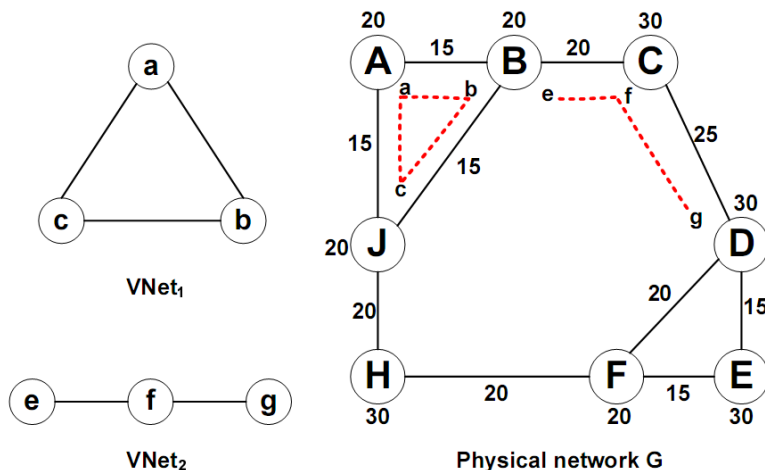 a
c
b
VNet₁
e
f
g
VNet₂
20
20
30
A
15
B
20
C
a
b
e
f
15
15
25
c
30
g
20
J
D
20
20
15
H
20
F
15
E
30
20
30
Physical network G